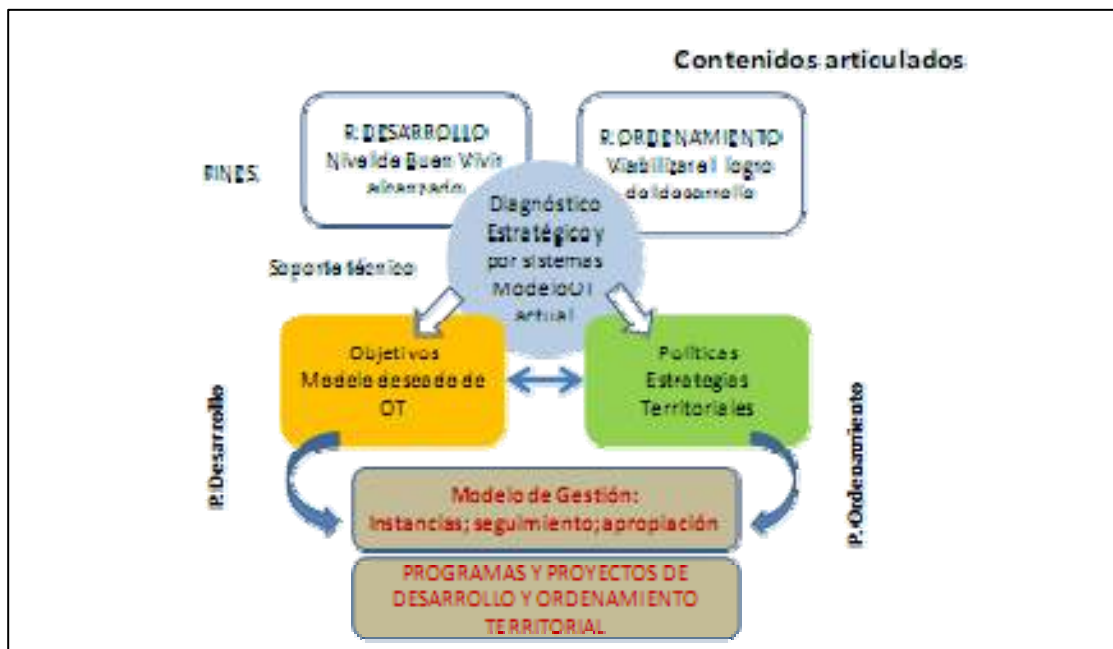 Contenidos articulados
P. DESARROLLO
Nivel de Buen Vivir
alcanzado
P. ORDENAMIENTO
Viabilizar el logro
del desarrollo
FINES
Diagnóstico
Estratégico y
por sistemas
Modelo OT
actual
Soporte técnico
Objetivos
Modelo deseado de
OT
Políticas
Estrategias
Territoriales
P. Desarrollo
P. Ordenamiento
Modelo de Gestión:
Instancias; seguimiento; apropiación
PROGRAMAS Y PROYECTOS DE
DESARROLLO Y ORDENAMIENTO
TERRITORIAL